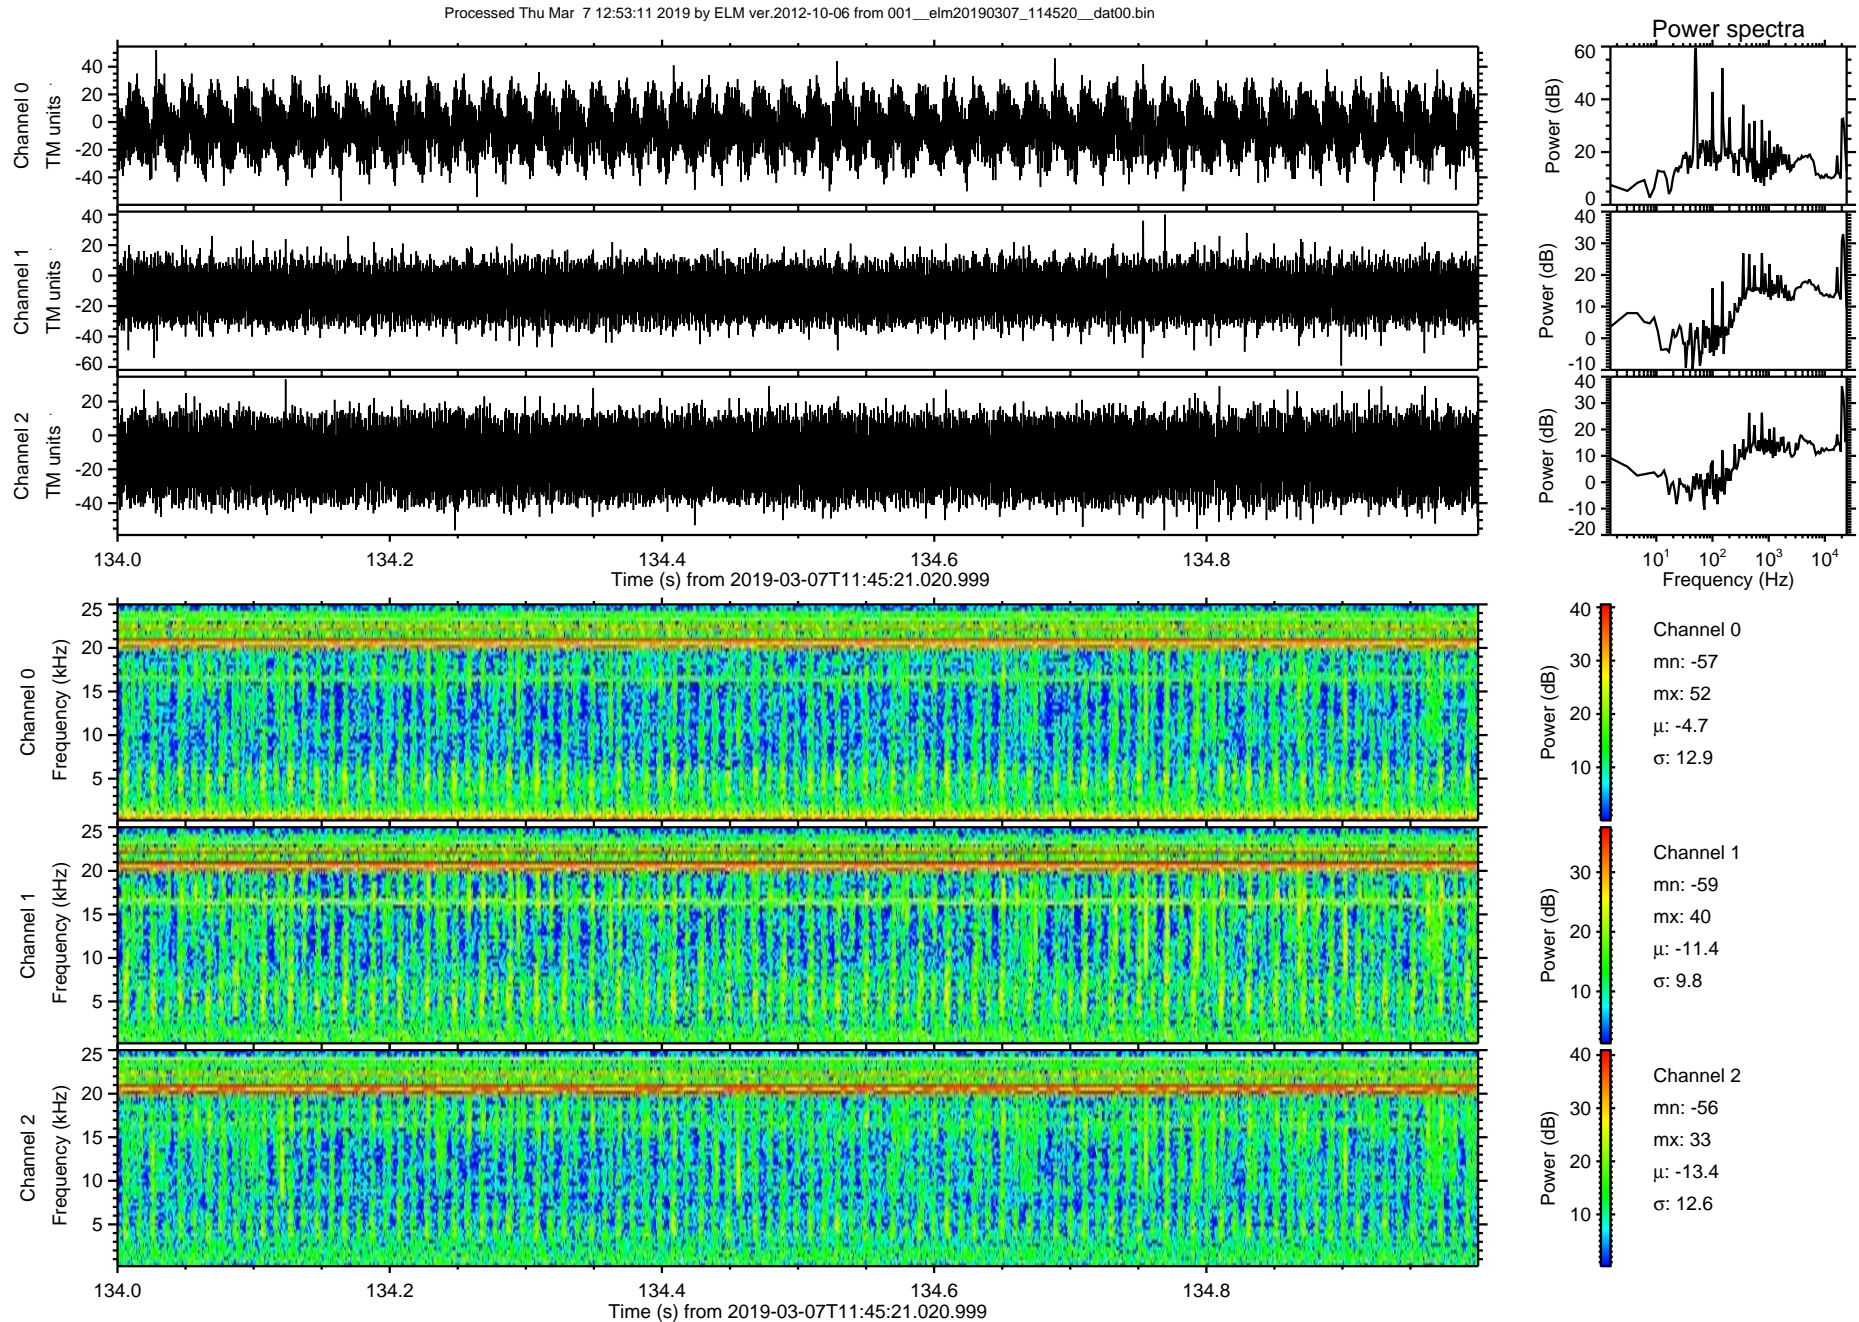 Processed Thu Mar  7 12:53:11 2019 by ELM ver.2012-10-06 from 001__elm20190307_114520__dat00.bin
Power spectra
Channel 0
TM units
40
20
0
-20
-40
Power (dB)
60
40
20
0
Channel 1
TM units
40
20
0
-20
-40
-60
Power (dB)
40
30
20
10
0
-10
Channel 2
TM units
20
0
-20
-40
Power (dB)
40
30
20
10
0
-10
-20
134.0 134.2 134.4 134.6 134.8
Time (s) from 2019-03-07T11:45:21.020.999
10^1 10^2 10^3 10^4
Frequency (Hz)
Channel 0
Frequency (kHz)
25
20
15
10
5
Power (dB)
40
30
20
10
Channel 0
mn: -57
mx: 52
µ: -4.7
σ: 12.9
Channel 1
Frequency (kHz)
25
20
15
10
5
Power (dB)
30
20
10
Channel 1
mn: -59
mx: 40
µ: -11.4
σ: 9.8
Channel 2
Frequency (kHz)
25
20
15
10
5
Power (dB)
40
30
20
10
Channel 2
mn: -56
mx: 33
µ: -13.4
σ: 12.6
134.0 134.2 134.4 134.6 134.8
Time (s) from 2019-03-07T11:45:21.020.999